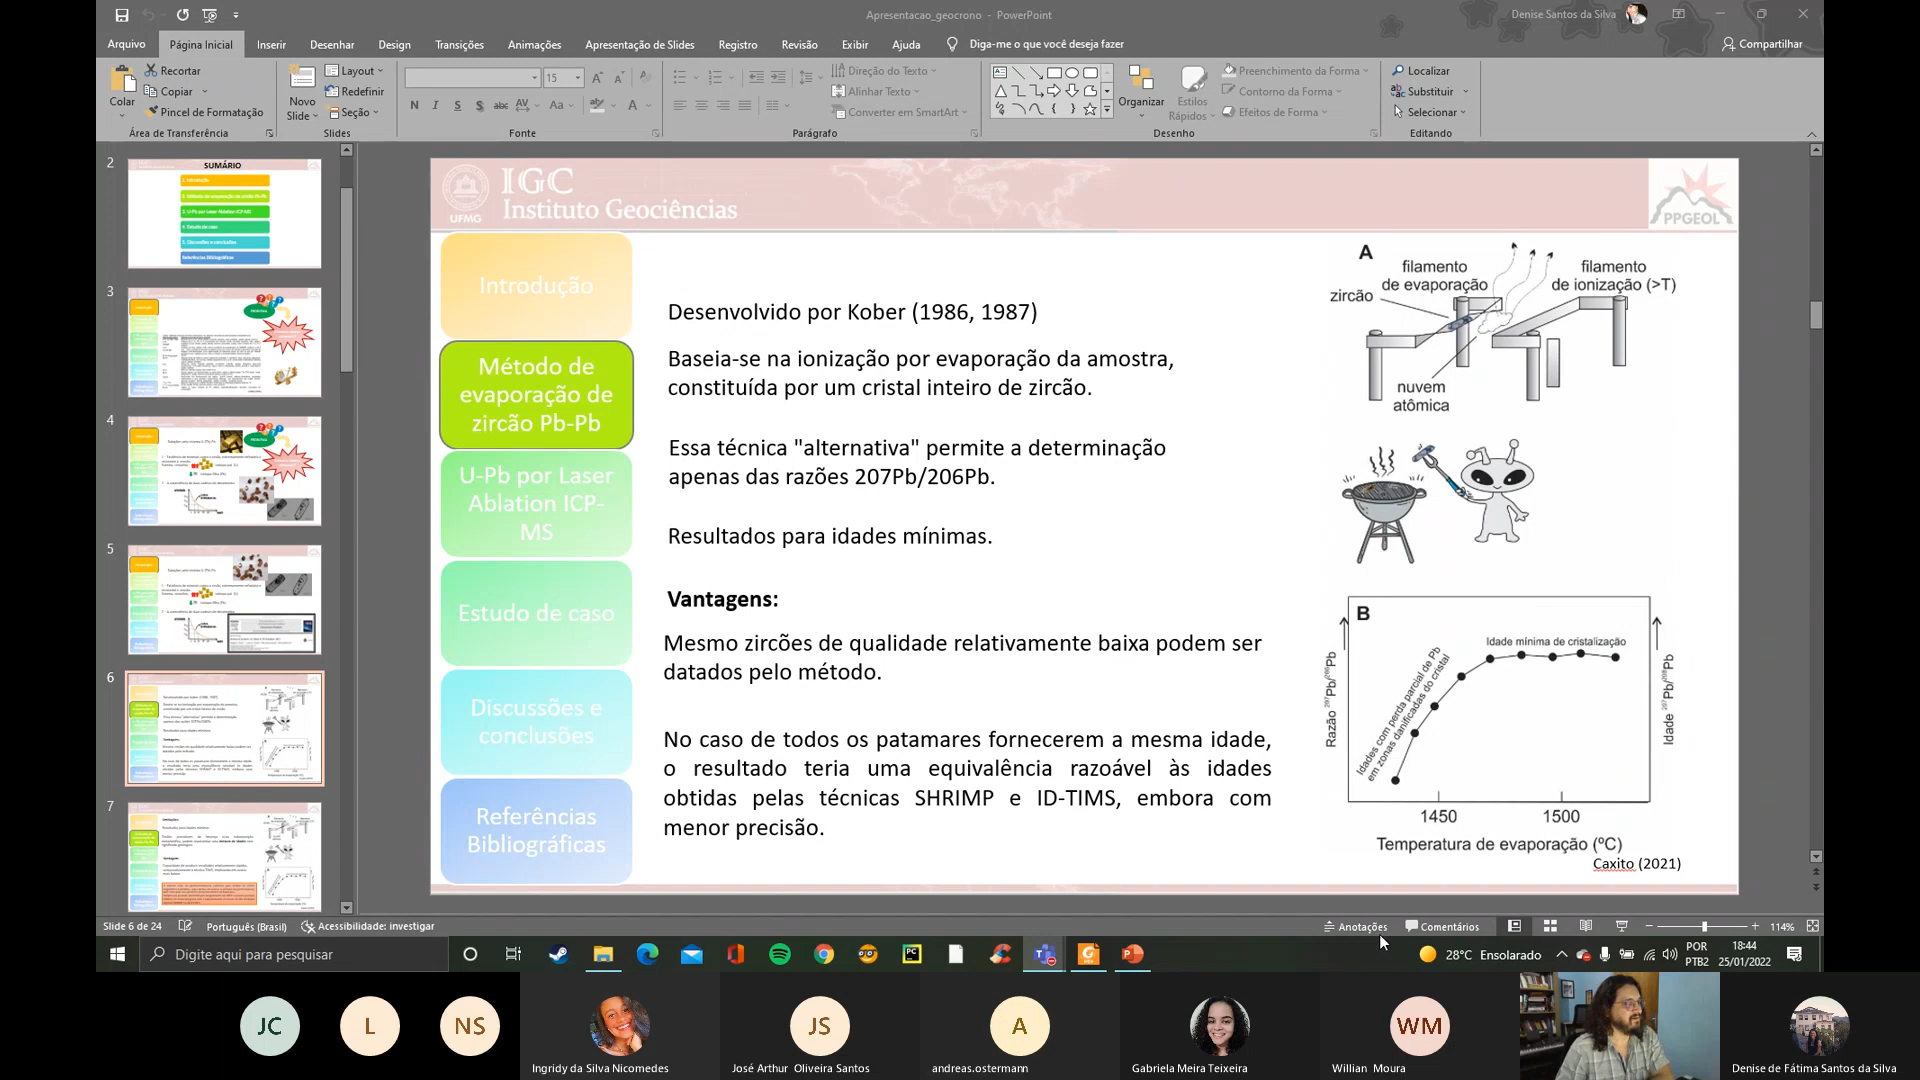 Apresentacao_geocrono - PowerPoint
Denise Santos da Silva
Arquivo
Página Inicial
Inserir
Desenhar
Design
Transições
Animações
Apresentação de Slides
Registro
Revisão
Exibir
Ajuda
Diga-me o que você deseja fazer
Compartilhar
Colar
Recortar
Copiar
Pincel de Formatação
Área de Transferência
Novo
Slide
Layout
Redefinir
Seção
Slides
15
Fonte
Direção do Texto
Alinhar Texto
Converter em SmartArt
Parágrafo
Organizar
Estilos
Rápidos
Preenchimento da Forma
Contorno da Forma
Efeitos de Forma
Desenho
Localizar
Substituir
Selecionar
Editando
2
SUMÁRIO
3
4
5
6
7
UFMG
IGC
Instituto Geociências
PPGEOL
Introdução
Método de
evaporação de
zircão Pb-Pb
U-Pb por Laser
Ablation ICP-
MS
Estudo de caso
Discussões e
conclusões
Referências
Bibliográficas
Desenvolvido por Kober (1986, 1987)
Baseia-se na ionização por evaporação da amostra,
constituída por um cristal inteiro de zircão.
Essa técnica "alternativa" permite a determinação
apenas das razões 207Pb/206Pb.
Resultados para idades mínimas.
Vantagens:
Mesmo zircões de qualidade relativamente baixa podem ser
datados pelo método.
No caso de todos os patamares fornecerem a mesma idade,
o resultado teria uma equivalência razoável às idades
obtidas pelas técnicas SHRIMP e ID-TIMS, embora com
menor precisão.
A
filamento
de evaporação
filamento
de ionização (>T)
zircão
nuvem
atômica
B
Idade mínima de cristalização
Idades com perda parcial de Pb
em zonas danificadas do cristal
Razão ²⁰⁷Pb/²⁰⁶Pb
Idade ²⁰⁷Pb/²⁰⁶Pb
1450
1500
Temperatura de evaporação (ºC)
Caxito (2021)
Slide 6 de 24
Português (Brasil)
Acessibilidade: investigar
Anotações
Comentários
114%
Digite aqui para pesquisar
28°C Ensolarado
POR
PTB2
18:44
25/01/2022
JC
L
NS
Ingridy da Silva Nicomedes
JS
José Arthur Oliveira Santos
A
andreas.ostermann
Gabriela Meira Teixeira
WM
Willian Moura
Denise de Fátima Santos da Silva